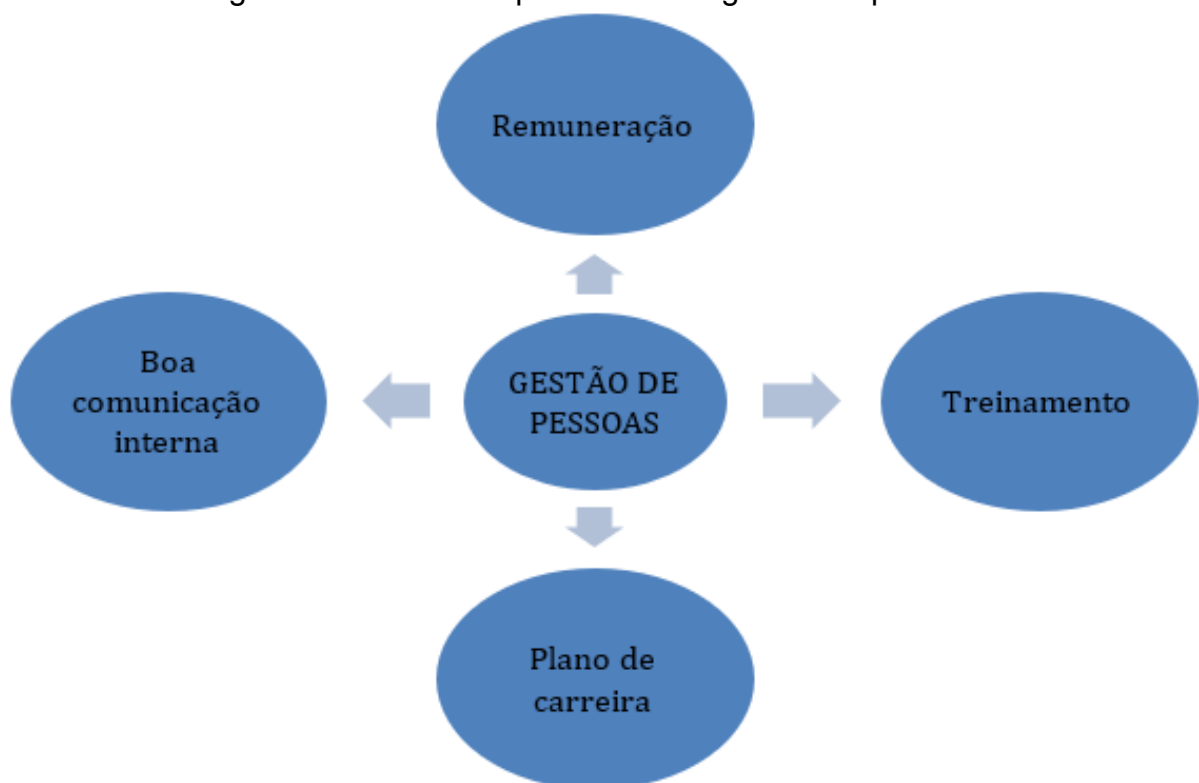 Remuneração
Boa
comunicação
interna
GESTÃO DE
PESSOAS
Treinamento
Plano de
carreira